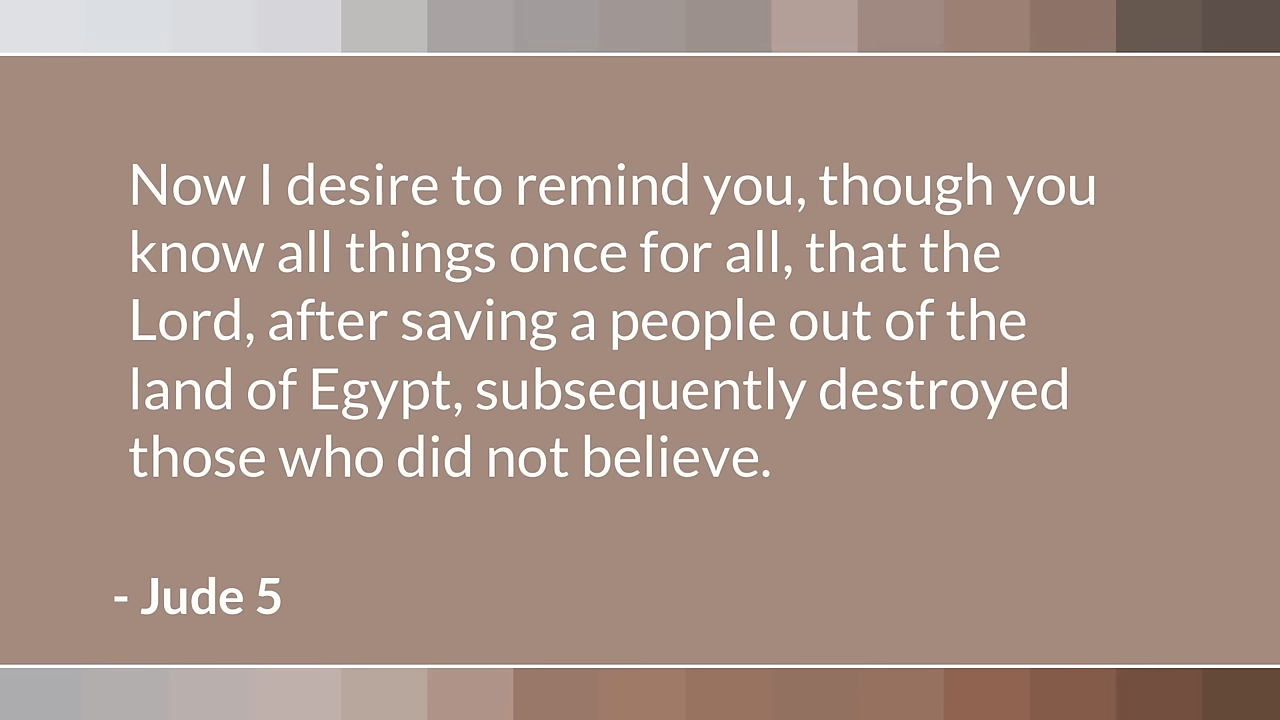 Now I desire to remind you, though you
know all things once for all, that the
Lord, after saving a people out of the
land of Egypt, subsequently destroyed
those who did not believe.
- Jude 5